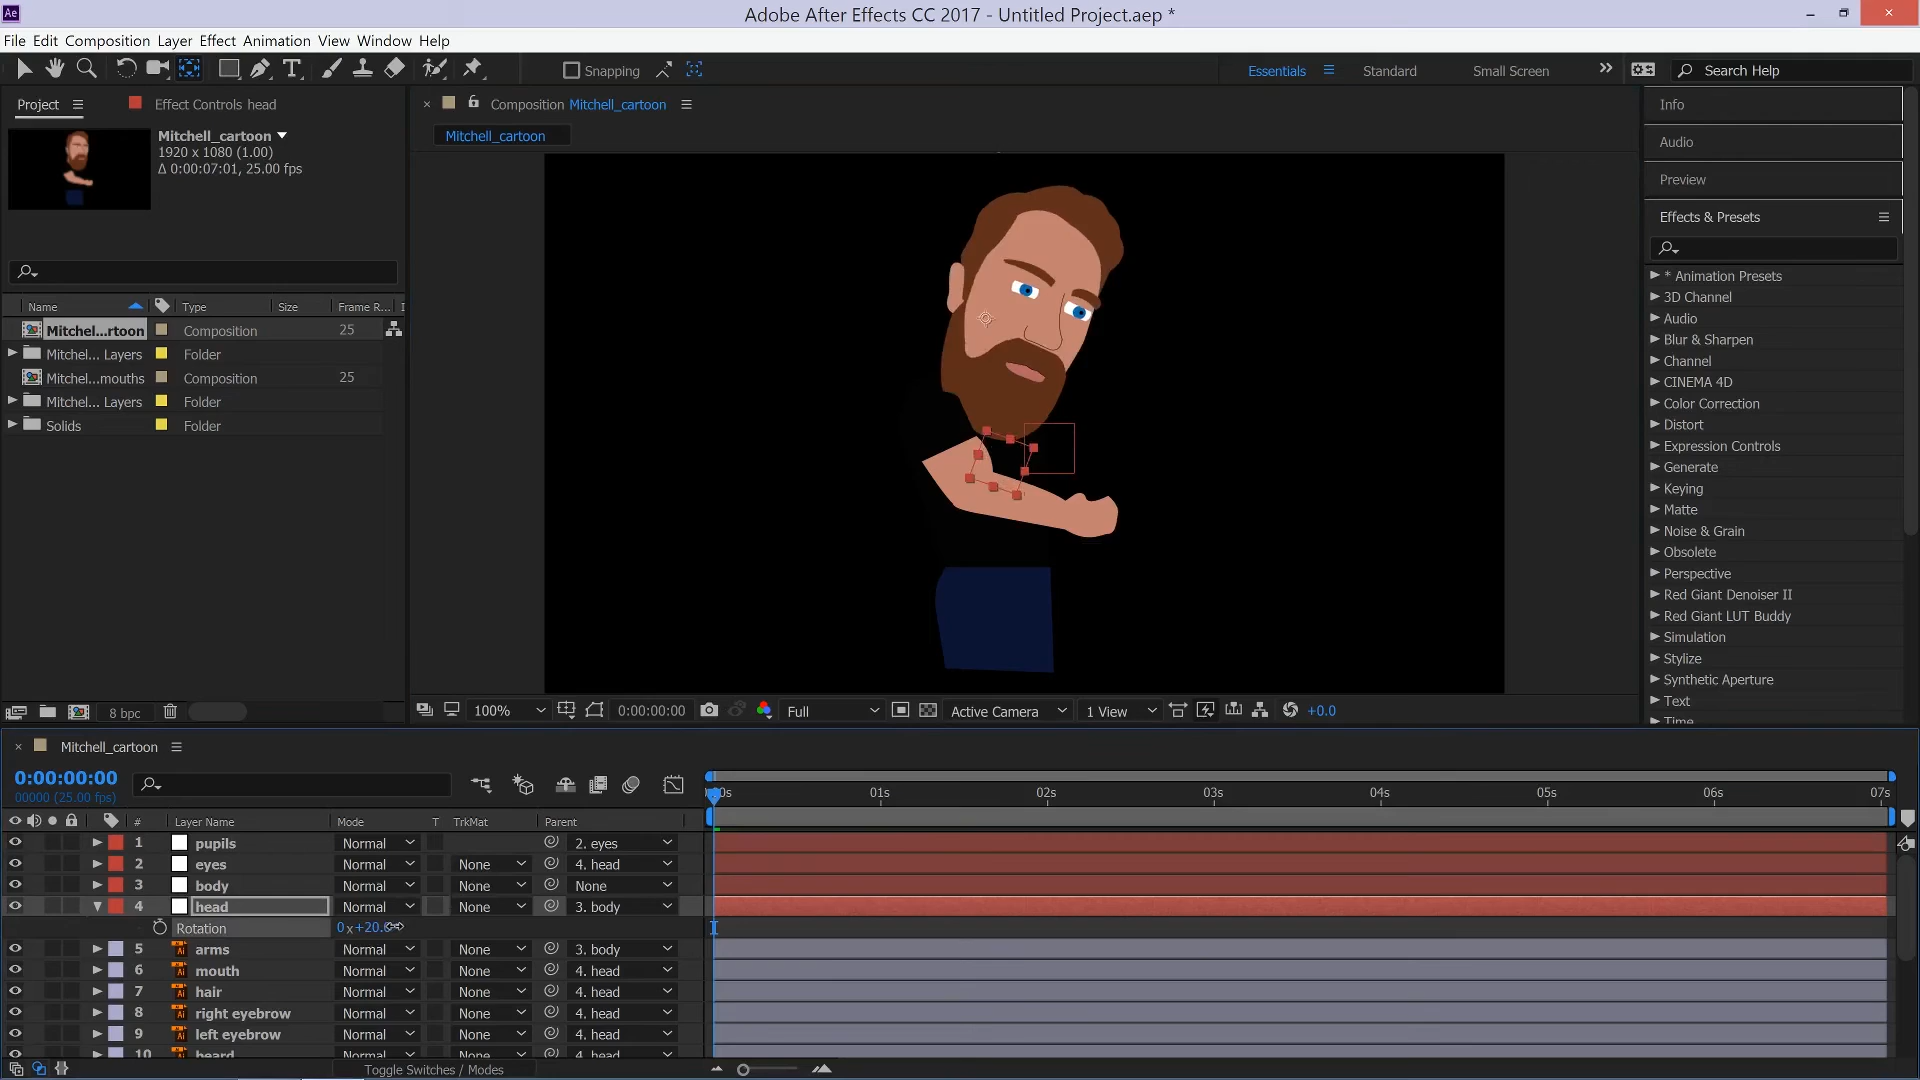 Ae
Adobe After Effects CC 2017 - Untitled Project.aep *
File Edit Composition Layer Effect Animation View Window Help
T Snapping Essentials Standard Small Screen Search Help
Project Effect Controls head
Composition Mitchell_cartoon
Mitchell_cartoon
Mitchell_cartoon
1920 x 1080 (1.00)
Δ 0:00:07:01, 25.00 fps
Name Type Size Frame R... I
Mitchel...rtoon Composition 25
Mitchel... Layers Folder
Mitchel...mouths Composition 25
Mitchel... Layers Folder
Solids Folder
8 bpc
100% 0:00:00:00 Full Active Camera 1 View +0.0
Info
Audio
Preview
Effects & Presets
* Animation Presets
3D Channel
Audio
Blur & Sharpen
Channel
CINEMA 4D
Color Correction
Distort
Expression Controls
Generate
Keying
Matte
Noise & Grain
Obsolete
Perspective
Red Giant Denoiser II
Red Giant LUT Buddy
Simulation
Stylize
Synthetic Aperture
Text
Time
Mitchell_cartoon
0:00:00:00
00000 (25.00 fps)
01s 02s 03s 04s 05s 06s 07s
# Layer Name Mode T TrkMat Parent
1 pupils Normal 2. eyes
2 eyes Normal None 4. head
3 body Normal None None
4 head Normal None 3. body
Rotation 0x+20.
5 arms Normal None 3. body
6 mouth Normal None 4. head
7 hair Normal None 4. head
8 right eyebrow Normal None 4. head
9 left eyebrow Normal None 4. head
10 beard Normal None 4. head
Toggle Switches / Modes